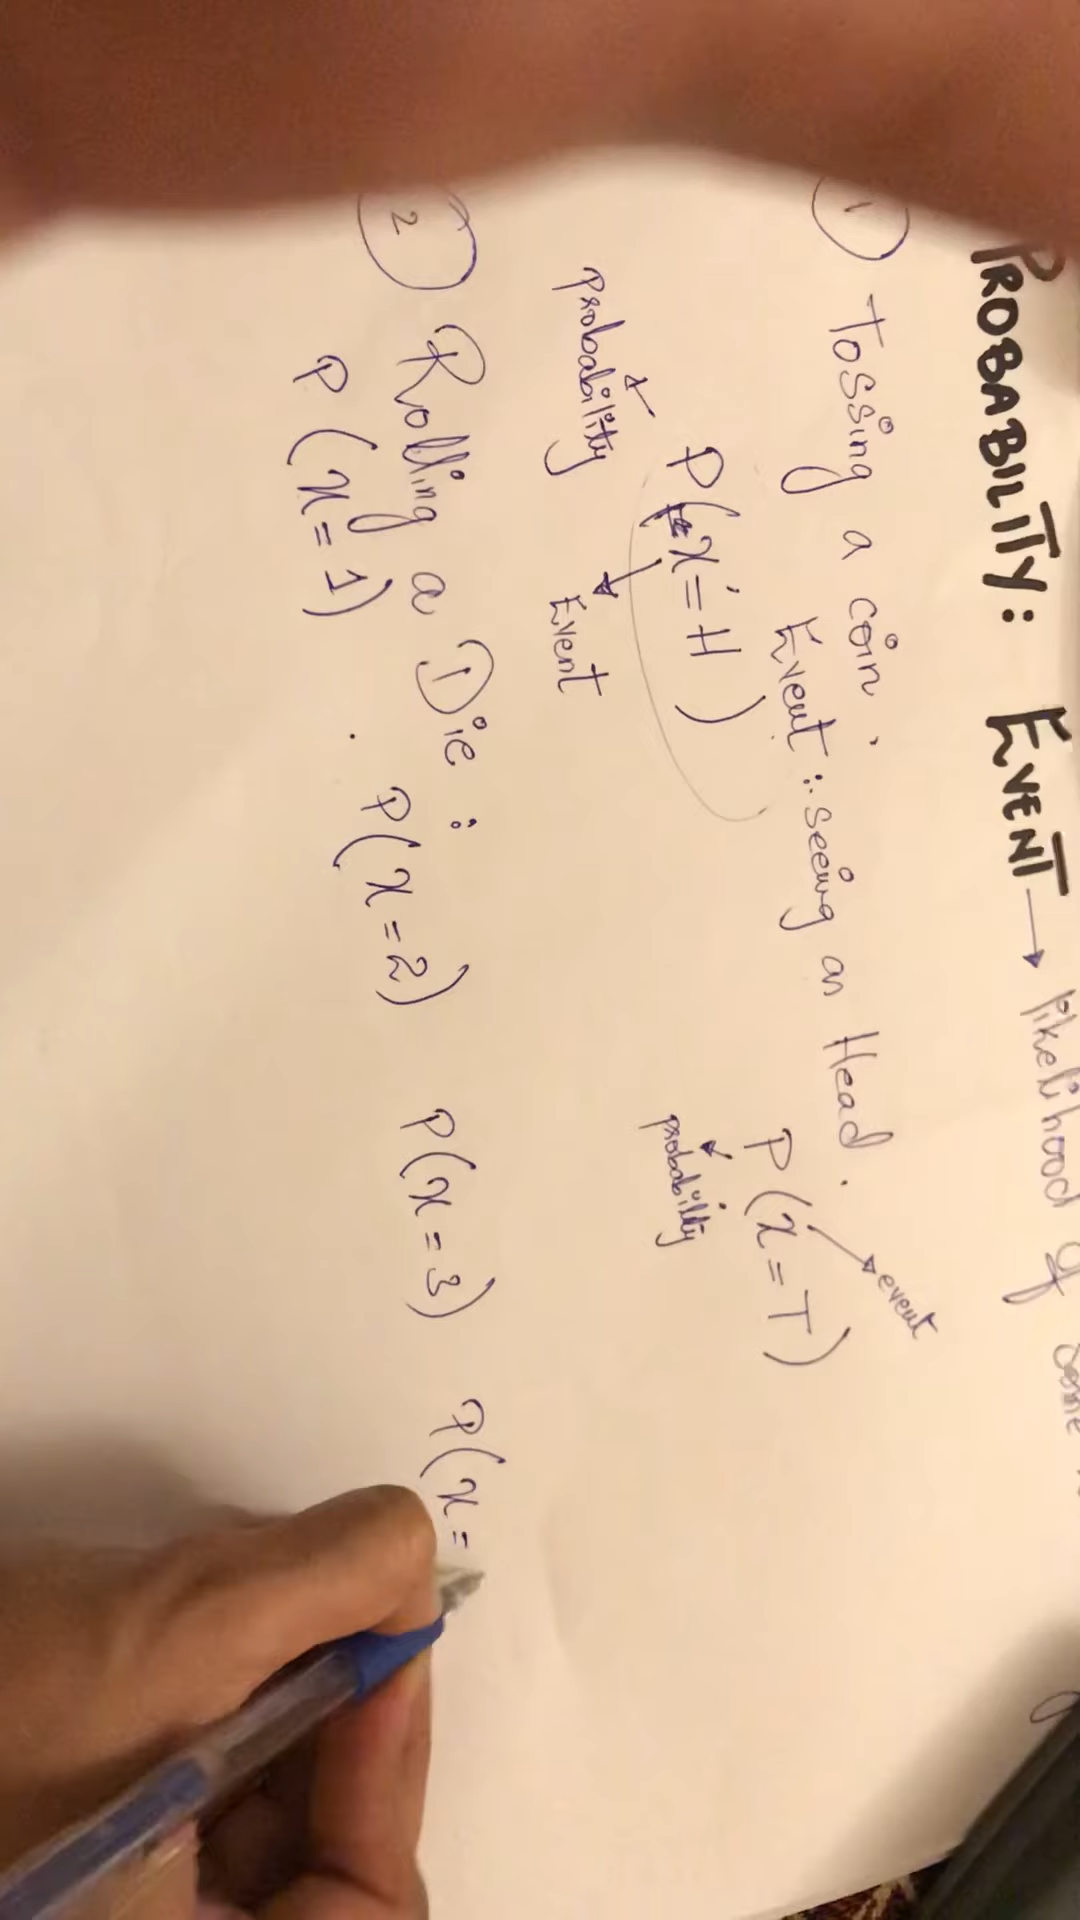 PROBABILITY: EVENT → likelihood of some
1 Tossing a coin.
Event : seeing an Head.
P(x=H)
probability
Event
P(x=T)
event
probability
2 Rolling a Die :
P(x=1) P(x=2) P(x=3) P(x=